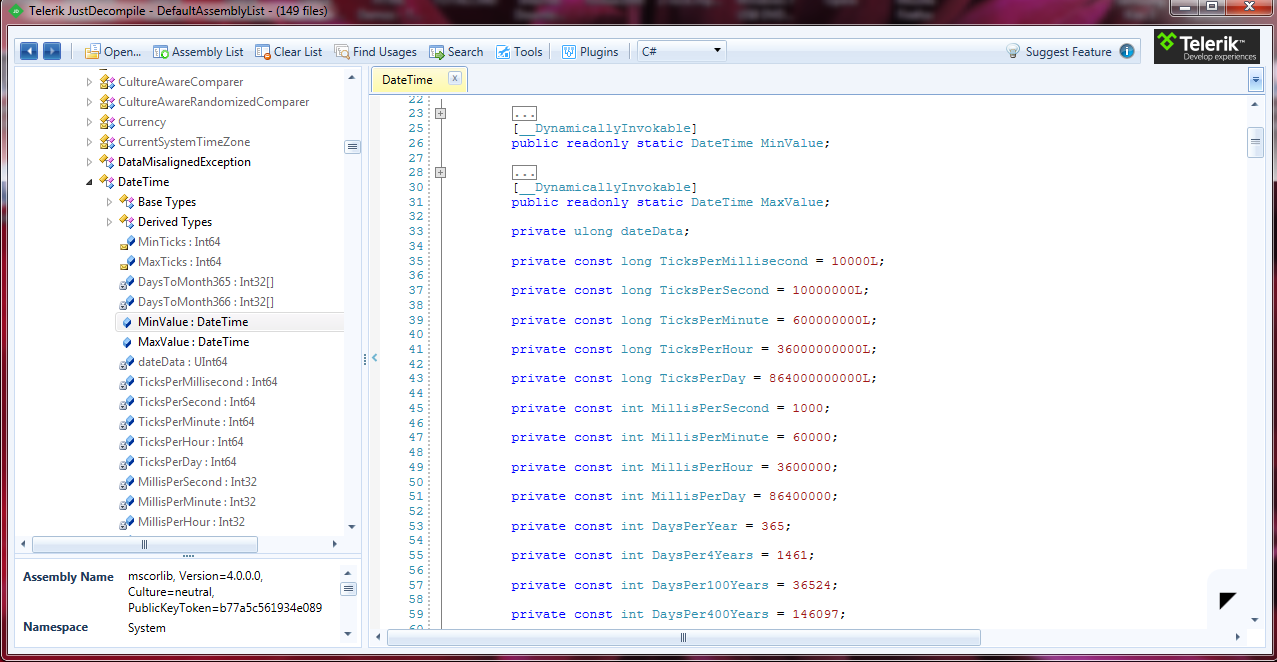 Telerik JustDecompile - DefaultAssemblyList - (149 files)
Open... Assembly List Clear List Find Usages Search Tools Plugins C# Suggest Feature
Telerik™
Develop experiences
CultureAwareComparer
CultureAwareRandomizedComparer
Currency
CurrentSystemTimeZone
DataMisalignedException
DateTime
Base Types
Derived Types
MinTicks : Int64
MaxTicks : Int64
DaysToMonth365 : Int32[]
DaysToMonth366 : Int32[]
MinValue : DateTime
MaxValue : DateTime
dateData : UInt64
TicksPerMillisecond : Int64
TicksPerSecond : Int64
TicksPerMinute : Int64
TicksPerHour : Int64
TicksPerDay : Int64
MillisPerSecond : Int32
MillisPerMinute : Int32
MillisPerHour : Int32
Assembly Name mscorlib, Version=4.0.0.0,
Culture=neutral,
PublicKeyToken=b77a5c561934e089
Namespace System
DateTime x
22
23 ...
25 [__DynamicallyInvokable]
26 public readonly static DateTime MinValue;
27
28 ...
30 [__DynamicallyInvokable]
31 public readonly static DateTime MaxValue;
32
33 private ulong dateData;
34
35 private const long TicksPerMillisecond = 10000L;
36
37 private const long TicksPerSecond = 10000000L;
38
39 private const long TicksPerMinute = 600000000L;
40
41 private const long TicksPerHour = 36000000000L;
42
43 private const long TicksPerDay = 864000000000L;
44
45 private const int MillisPerSecond = 1000;
46
47 private const int MillisPerMinute = 60000;
48
49 private const int MillisPerHour = 3600000;
50
51 private const int MillisPerDay = 86400000;
52
53 private const int DaysPerYear = 365;
54
55 private const int DaysPer4Years = 1461;
56
57 private const int DaysPer100Years = 36524;
58
59 private const int DaysPer400Years = 146097;
60